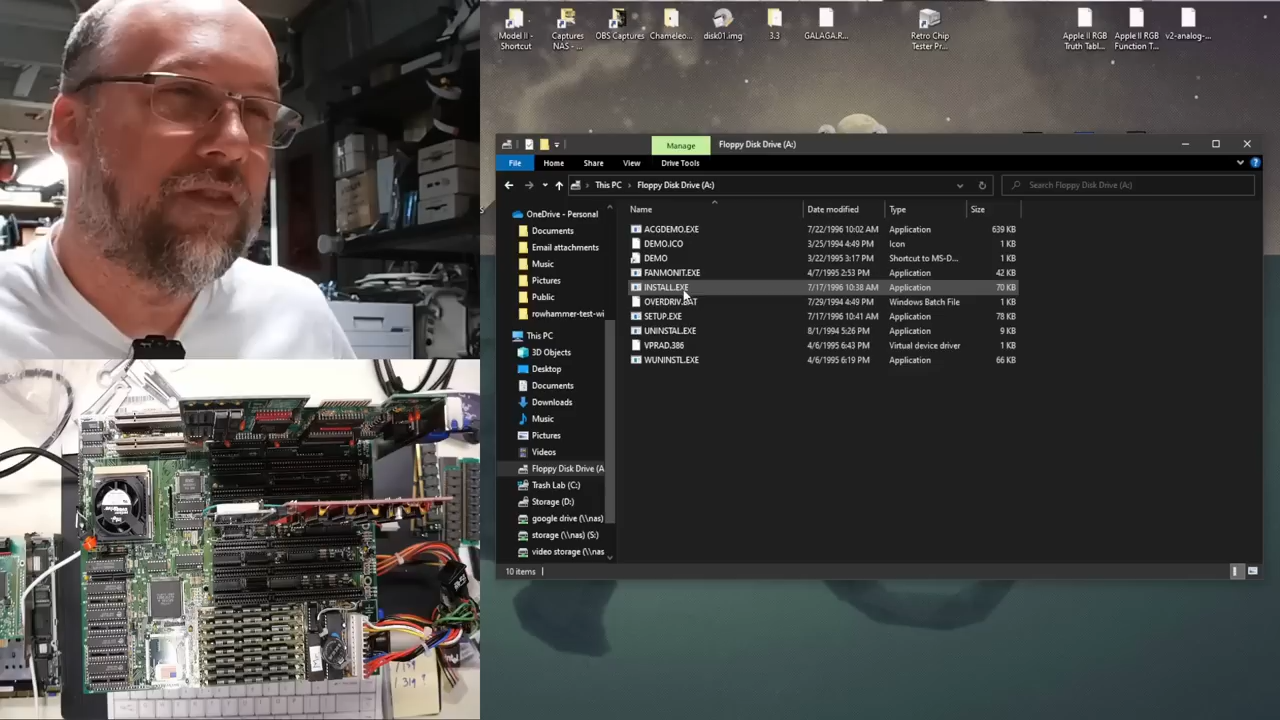 Model II - Shortcut
Captures NAS - ...
OBS Captures
Chameleo...
disk01.img
3.3
GALAGA.R...
Retro Chip Tester Pr...
Apple II RGB Truth Tabl...
Apple II RGB Function T...
v2-analog-...
Manage
Floppy Disk Drive (A:)
File
Home
Share
View
Drive Tools
This PC
Floppy Disk Drive (A:)
Search Floppy Disk Drive (A:)
Name
Date modified
Type
Size
ACGDEMO.EXE 7/22/1996 10:02 AM Application 639 KB
DEMO.ICO 3/25/1994 4:49 PM Icon 1 KB
DEMO 3/22/1995 3:17 PM Shortcut to MS-D... 1 KB
FANMONIT.EXE 4/7/1995 2:53 PM Application 42 KB
INSTALL.EXE 7/17/1996 10:38 AM Application 70 KB
OVERDRIV.BAT 7/29/1994 4:49 PM Windows Batch File 1 KB
SETUP.EXE 7/17/1996 10:41 AM Application 78 KB
UNINSTAL.EXE 8/1/1994 5:26 PM Application 9 KB
VPRAD.386 4/6/1995 6:43 PM Virtual device driver 1 KB
WUNINSTL.EXE 4/6/1995 6:19 PM Application 66 KB
OneDrive - Personal
Documents
Email attachments
Music
Pictures
Public
rowhammer-test-wi
This PC
3D Objects
Desktop
Documents
Downloads
Music
Pictures
Videos
Floppy Disk Drive (A
Trash Lab (C:)
Storage (D:)
google drive (\\nas)
storage (\\nas) (S:)
video storage (\\nas
10 items